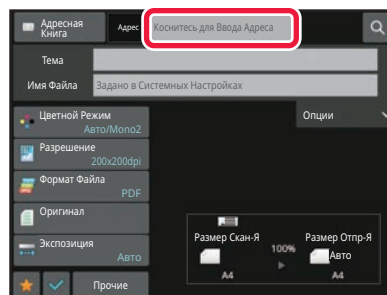 Адресная
Книга
Адрес
Коснитесь для Ввода Адреса
Тема
Имя Файла
Задано в Системных Настройках
Цветной Режим
Авто/Mono2
Опции
Разрешение
200x200dpi
Формат Файла
PDF
Оригинал
Экспозиция
Авто
Размер Скан-Я
100%
Размер Отпр-Я
Авто
A4
A4
Прочие